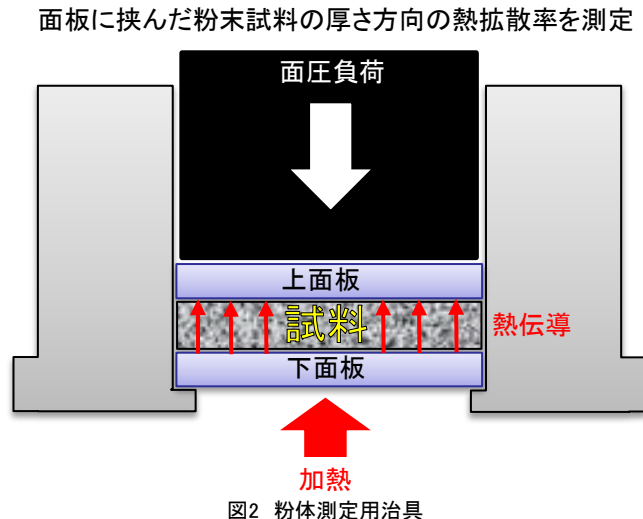 面板に挟んだ粉末試料の厚さ方向の熱拡散率を測定
面圧負荷
上面板
試料
熱伝導
下面板
加熱
図2 粉体測定用治具